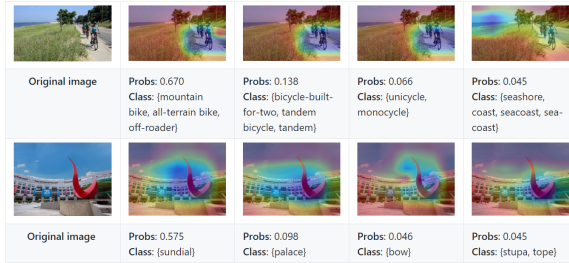 Original image
Probs: 0.670
Class: {mountain
bike, all-terrain bike,
off-roader}
Probs: 0.138
Class: {bicycle-built-
for-two, tandem
bicycle, tandem}
Probs: 0.066
Class: {unicycle,
monocycle}
Probs: 0.045
Class: {seashore,
coast, seacoast, sea-
coast}
Original image
Probs: 0.575
Class: {sundial}
Probs: 0.098
Class: {palace}
Probs: 0.046
Class: {bow}
Probs: 0.045
Class: {stupa, tope}